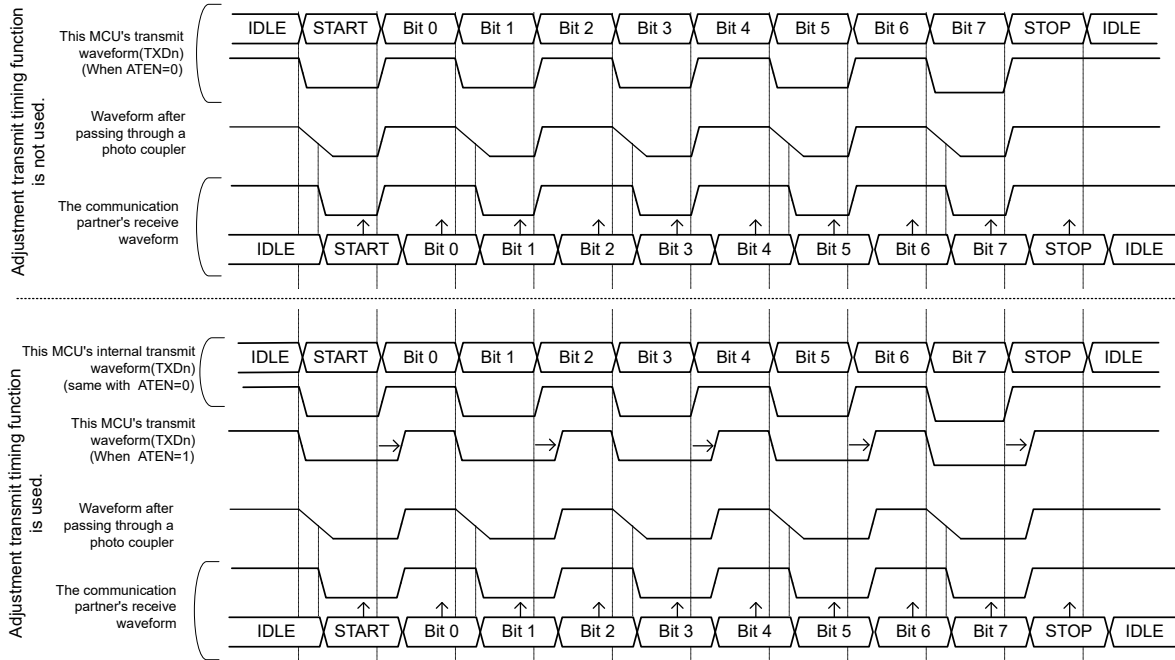 Adjustment transmit timing function
is not used.
This MCU's transmit
waveform(TXDn)
(When ATEN=0)
IDLE START Bit 0 Bit 1 Bit 2 Bit 3 Bit 4 Bit 5 Bit 6 Bit 7 STOP IDLE
Waveform after
passing through a
photo coupler
The communication
partner's receive
waveform
IDLE START Bit 0 Bit 1 Bit 2 Bit 3 Bit 4 Bit 5 Bit 6 Bit 7 STOP IDLE
Adjustment transmit timing function
is used.
This MCU's internal transmit
waveform(TXDn)
(same with ATEN=0)
IDLE START Bit 0 Bit 1 Bit 2 Bit 3 Bit 4 Bit 5 Bit 6 Bit 7 STOP IDLE
This MCU's transmit
waveform(TXDn)
(When ATEN=1)
Waveform after
passing through a
photo coupler
The communication
partner's receive
waveform
IDLE START Bit 0 Bit 1 Bit 2 Bit 3 Bit 4 Bit 5 Bit 6 Bit 7 STOP IDLE